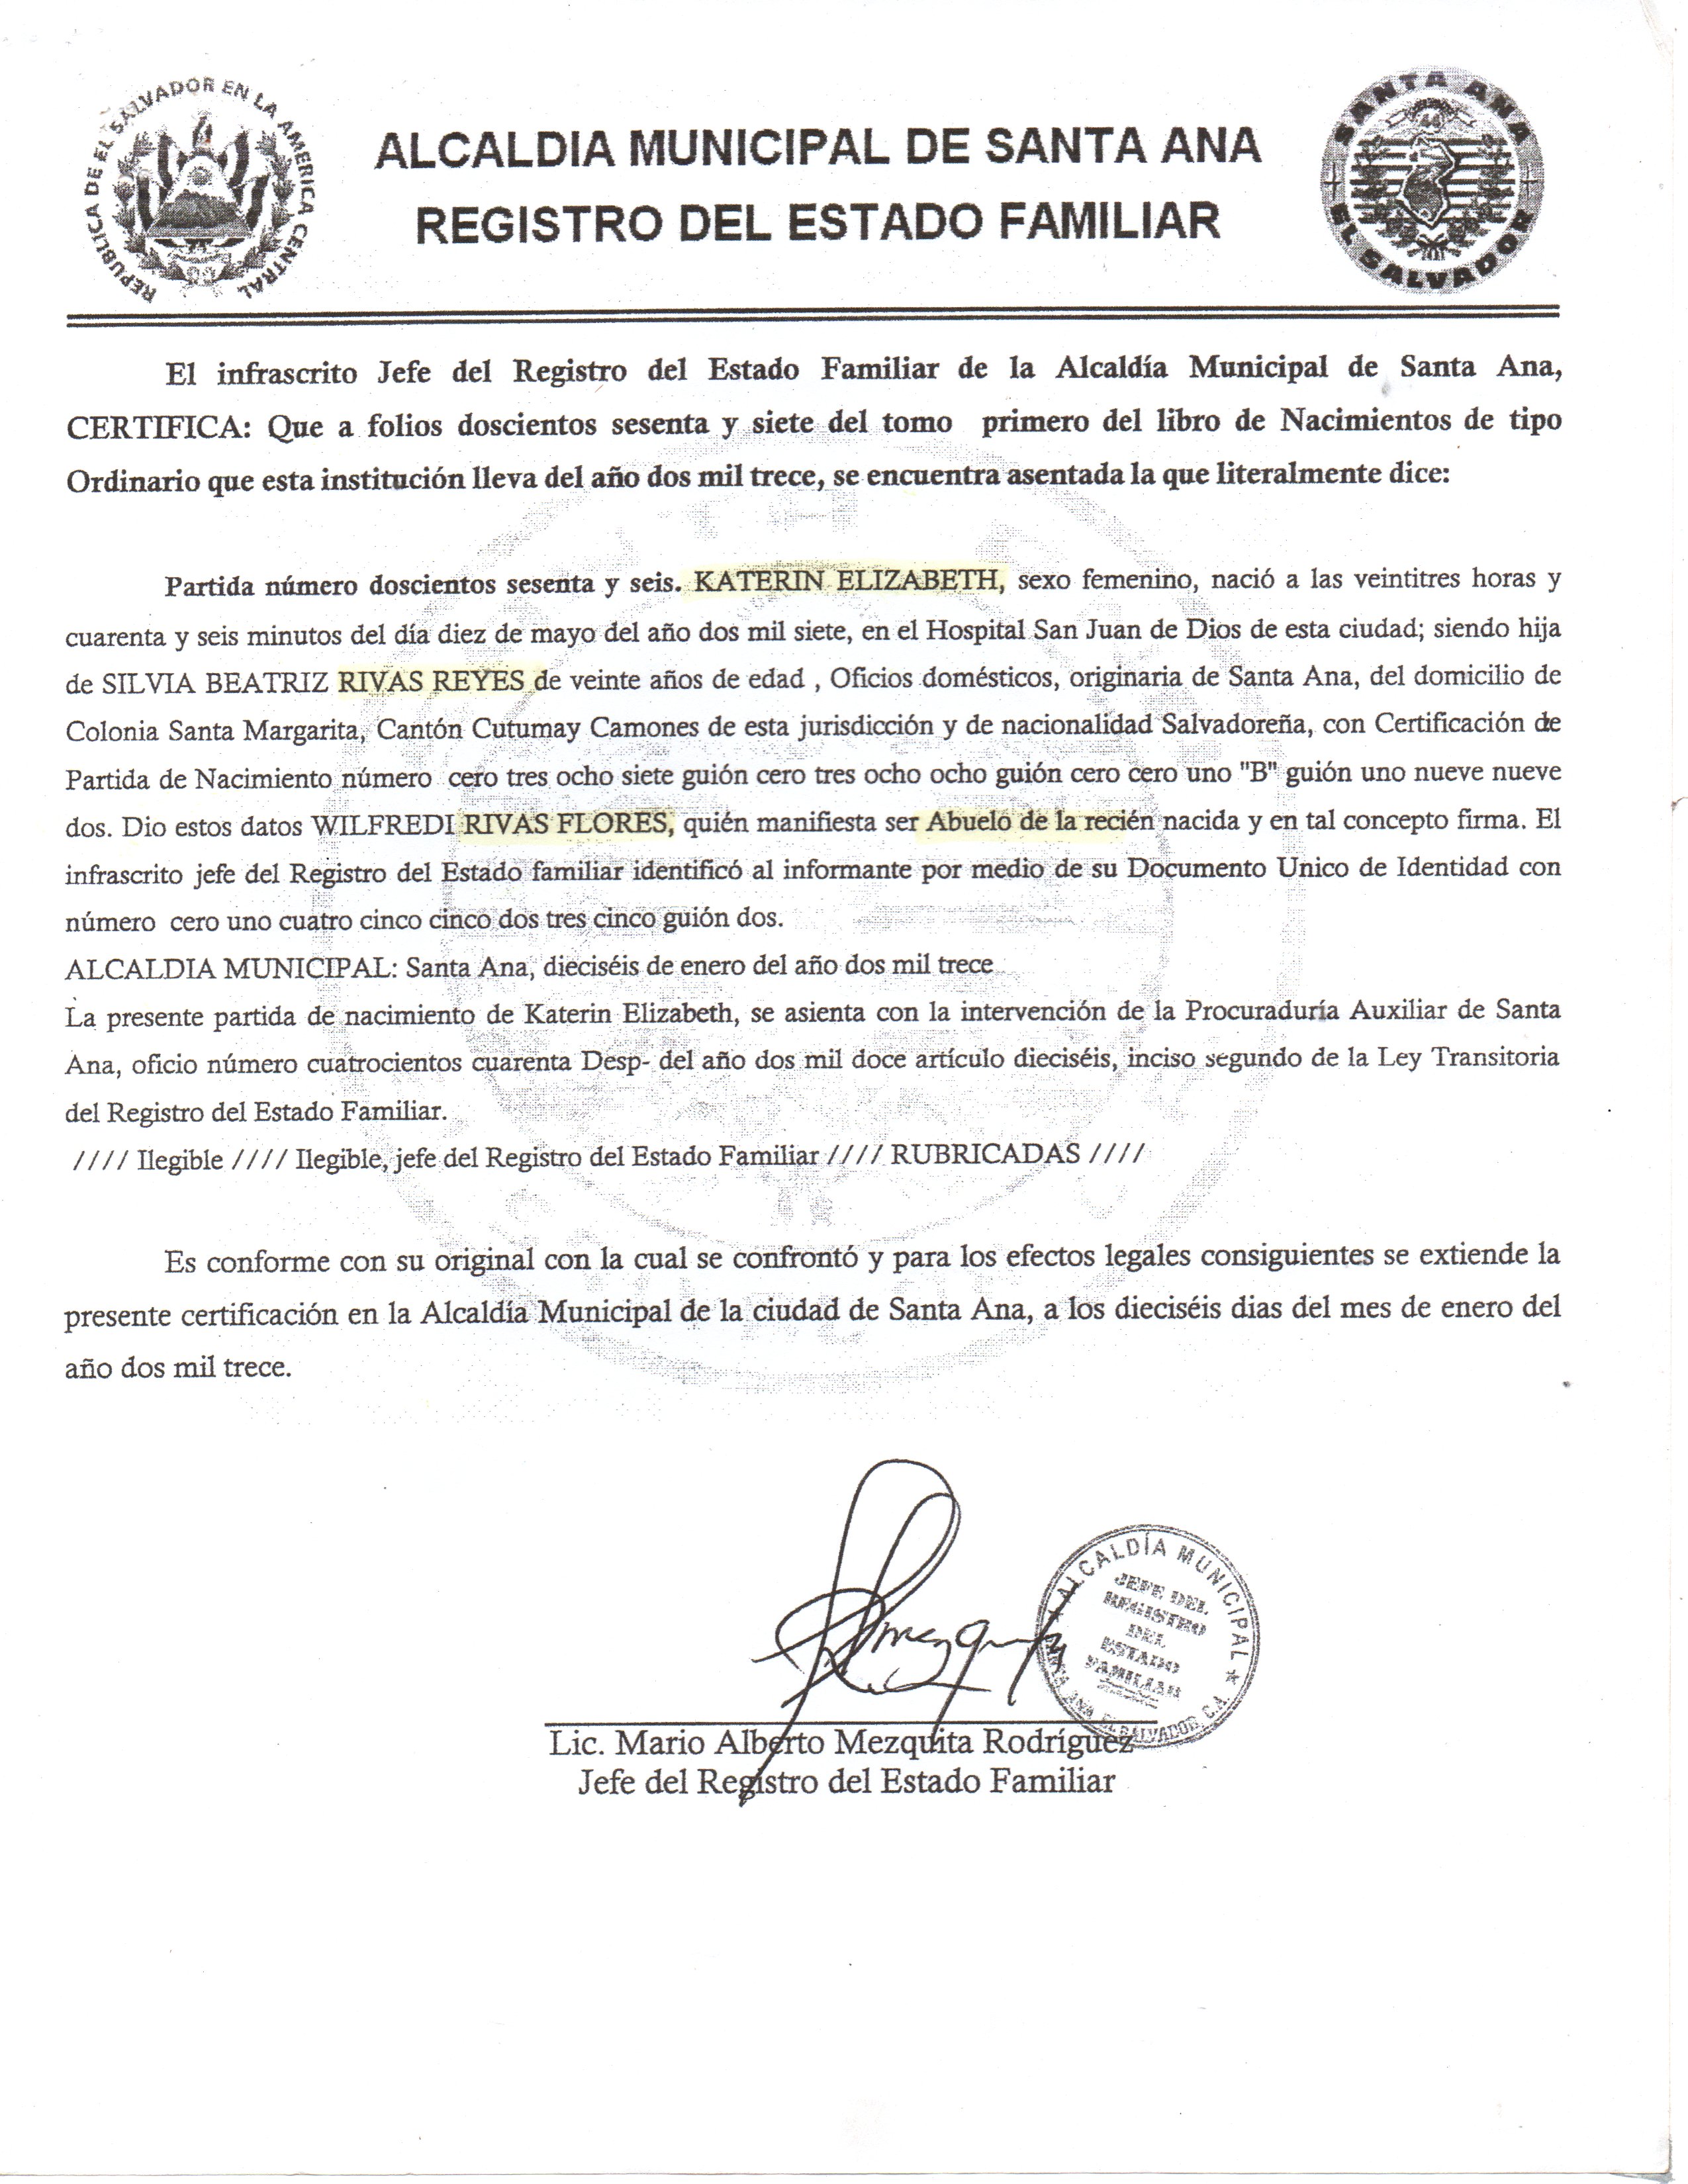 REPUBLICA DE EL SALVADOR EN LA AMERICA CENTRAL
ALCALDIA MUNICIPAL DE SANTA ANA
REGISTRO DEL ESTADO FAMILIAR
SANTA ANA
EL SALVADOR
El infrascrito Jefe del Registro del Estado Familiar de la Alcaldía Municipal de Santa Ana,
CERTIFICA: Que a folios doscientos sesenta y siete del tomo primero del libro de Nacimientos de tipo
Ordinario que esta institución lleva del año dos mil trece, se encuentra asentada la que literalmente dice:
Partida número doscientos sesenta y seis. KATERIN ELIZABETH, sexo femenino, nació a las veintitres horas y
cuarenta y seis minutos del día diez de mayo del año dos mil siete, en el Hospital San Juan de Dios de esta ciudad; siendo hija
de SILVIA BEATRIZ RIVAS REYES de veinte años de edad , Oficios domésticos, originaria de Santa Ana, del domicilio de
Colonia Santa Margarita, Cantón Cutumay Camones de esta jurisdicción y de nacionalidad Salvadoreña, con Certificación de
Partida de Nacimiento número cero tres ocho siete guión cero tres ocho ocho guión cero cero uno "B" guión uno nueve nueve
dos. Dio estos datos WILFREDI RIVAS FLORES, quién manifiesta ser Abuelo de la recién nacida y en tal concepto firma. El
infrascrito jefe del Registro del Estado familiar identificó al informante por medio de su Documento Unico de Identidad con
número cero uno cuatro cinco cinco dos tres cinco guión dos.
ALCALDIA MUNICIPAL: Santa Ana, dieciséis de enero del año dos mil trece
La presente partida de nacimiento de Katerin Elizabeth, se asienta con la intervención de la Procuraduría Auxiliar de Santa
Ana, oficio número cuatrocientos cuarenta Desp- del año dos mil doce artículo dieciséis, inciso segundo de la Ley Transitoria
del Registro del Estado Familiar.
//// Ilegible //// Ilegible, jefe del Registro del Estado Familiar //// RUBRICADAS ////
Es conforme con su original con la cual se confrontó y para los efectos legales consiguientes se extiende la
presente certificación en la Alcaldía Municipal de la ciudad de Santa Ana, a los dieciséis dias del mes de enero del
año dos mil trece.
ALCALDÍA MUNICIPAL
JEFE DEL
REGISTRO
DEL
ESTADO
FAMILIAR
SANTA ANA EL SALVADOR C.A.
Lic. Mario Alberto Mezquita Rodríguez
Jefe del Registro del Estado Familiar